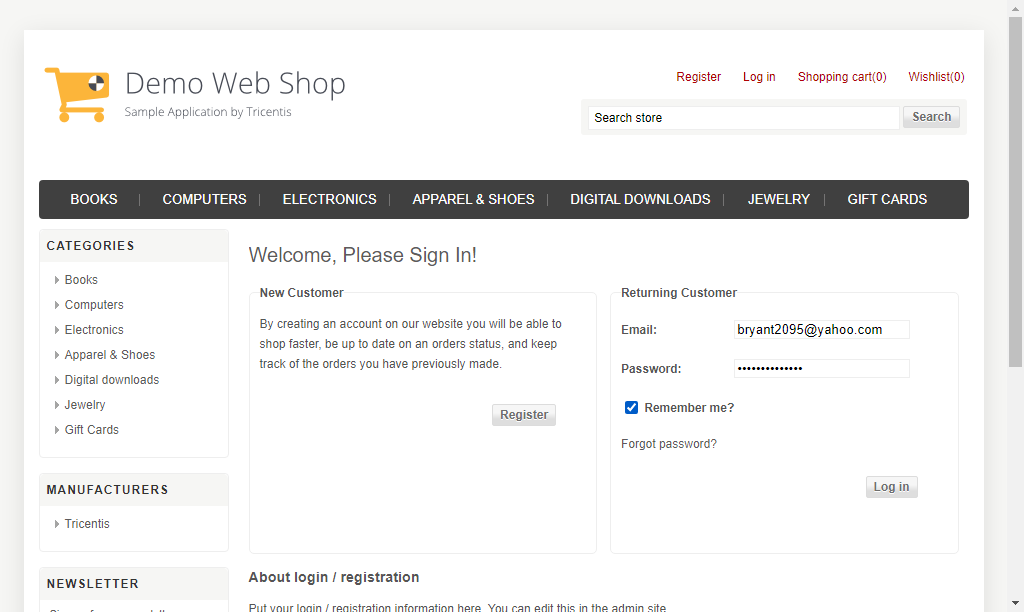 Demo Web Shop
Sample Application by Tricentis
Register Log in Shopping cart(0) Wishlist(0)
Search store Search
BOOKS COMPUTERS ELECTRONICS APPAREL & SHOES DIGITAL DOWNLOADS JEWELRY GIFT CARDS
CATEGORIES
Books
Computers
Electronics
Apparel & Shoes
Digital downloads
Jewelry
Gift Cards
MANUFACTURERS
Tricentis
NEWSLETTER
Welcome, Please Sign In!
New Customer
By creating an account on our website you will be able to
shop faster, be up to date on an orders status, and keep
track of the orders you have previously made.
Register
Returning Customer
Email: bryant2095@yahoo.com
Password: ••••••••••••••
Remember me?
Forgot password?
Log in
About login / registration
Put your login / registration information here. You can edit this in the admin site.